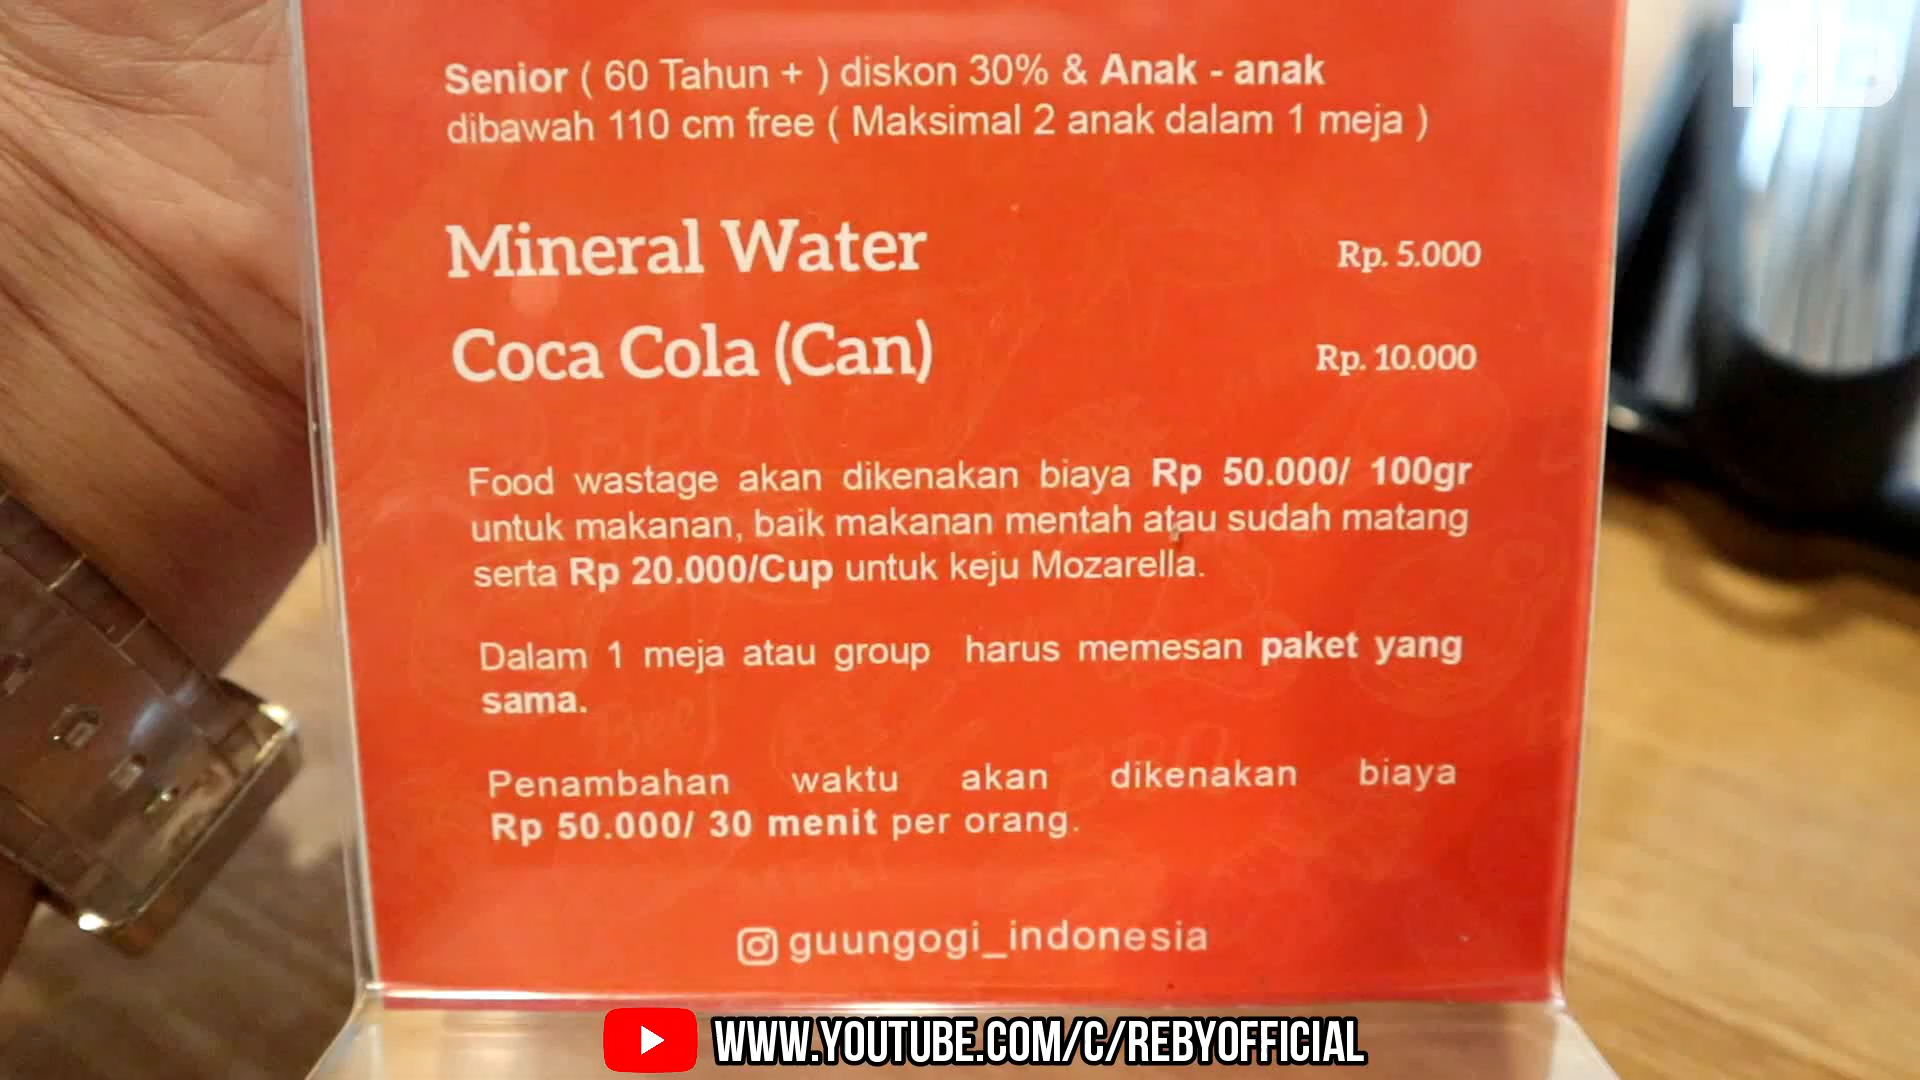 Senior ( 60 Tahun + ) diskon 30% & Anak - anak
dibawah 110 cm free ( Maksimal 2 anak dalam 1 meja )
Mineral Water Rp. 5.000
Coca Cola (Can) Rp. 10.000
Food wastage akan dikenakan biaya Rp 50.000/ 100gr
untuk makanan, baik makanan mentah atau sudah matang
serta Rp 20.000/Cup untuk keju Mozarella.
Dalam 1 meja atau group harus memesan paket yang
sama.
Penambahan waktu akan dikenakan biaya
Rp 50.000/ 30 menit per orang.
guungogi_indonesia
WWW.YOUTUBE.COM/C/REBYOFFICIAL